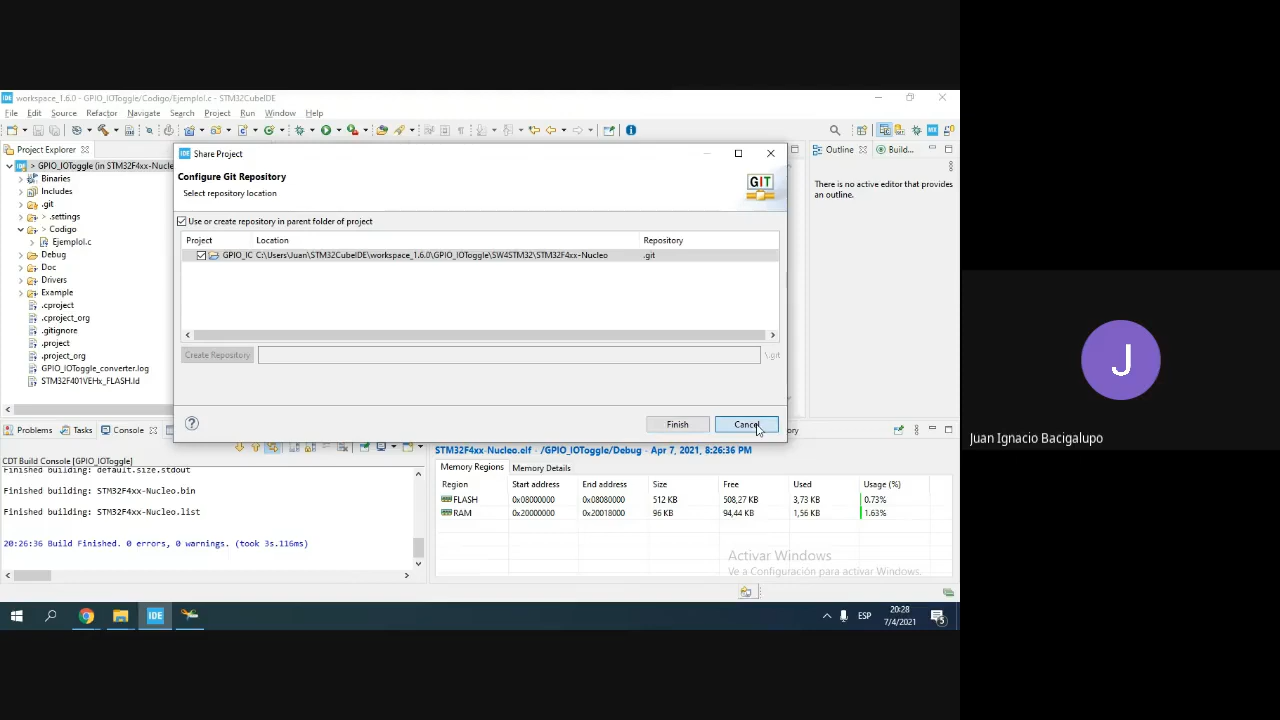 workspace_1.6.0 - GPIO_IOToggle/Codigo/Ejemplol.c - STM32CubeIDE
File Edit Source Refactor Navigate Search Project Run Window Help
Project Explorer
> GPIO_IOToggle (in STM32F4xx-Nucle
Binaries
Includes
> .git
> .settings
> Codigo
Ejemplol.c
Debug
Doc
Drivers
Example
.cproject
.cproject_org
.gitignore
.project
.project_org
GPIO_IOToggle_converter.log
STM32F401VEHx_FLASH.ld
Share Project
Configure Git Repository
Select repository location
GIT
Use or create repository in parent folder of project
Project Location Repository
GPIO_IC C:\Users\Juan\STM32CubeIDE\workspace_1.6.0\GPIO_IOToggle\SW4STM32\STM32F4xx-Nucleo .git
Create Repository \.git
? Finish Cancel
Outline Build...
There is no active editor that provides
an outline.
Problems Tasks Console
CDT Build Console [GPIO_IOToggle]
Finished building: default.size.stdout
Finished building: STM32F4xx-Nucleo.bin
Finished building: STM32F4xx-Nucleo.list
20:26:36 Build Finished. 0 errors, 0 warnings. (took 3s.116ms)
STM32F4xx-Nucleo.elf - /GPIO_IOToggle/Debug - Apr 7, 2021, 8:26:36 PM
Memory Regions Memory Details
Region Start address End address Size Free Used Usage (%)
FLASH 0x08000000 0x08080000 512 KB 508,27 KB 3,73 KB 0.73%
RAM 0x20000000 0x20018000 96 KB 94,44 KB 1,56 KB 1.63%
Activar Windows
Ve a Configuración para activar Windows.
IDE
ESP
20:28
7/4/2021
5
J
Juan Ignacio Bacigalupo